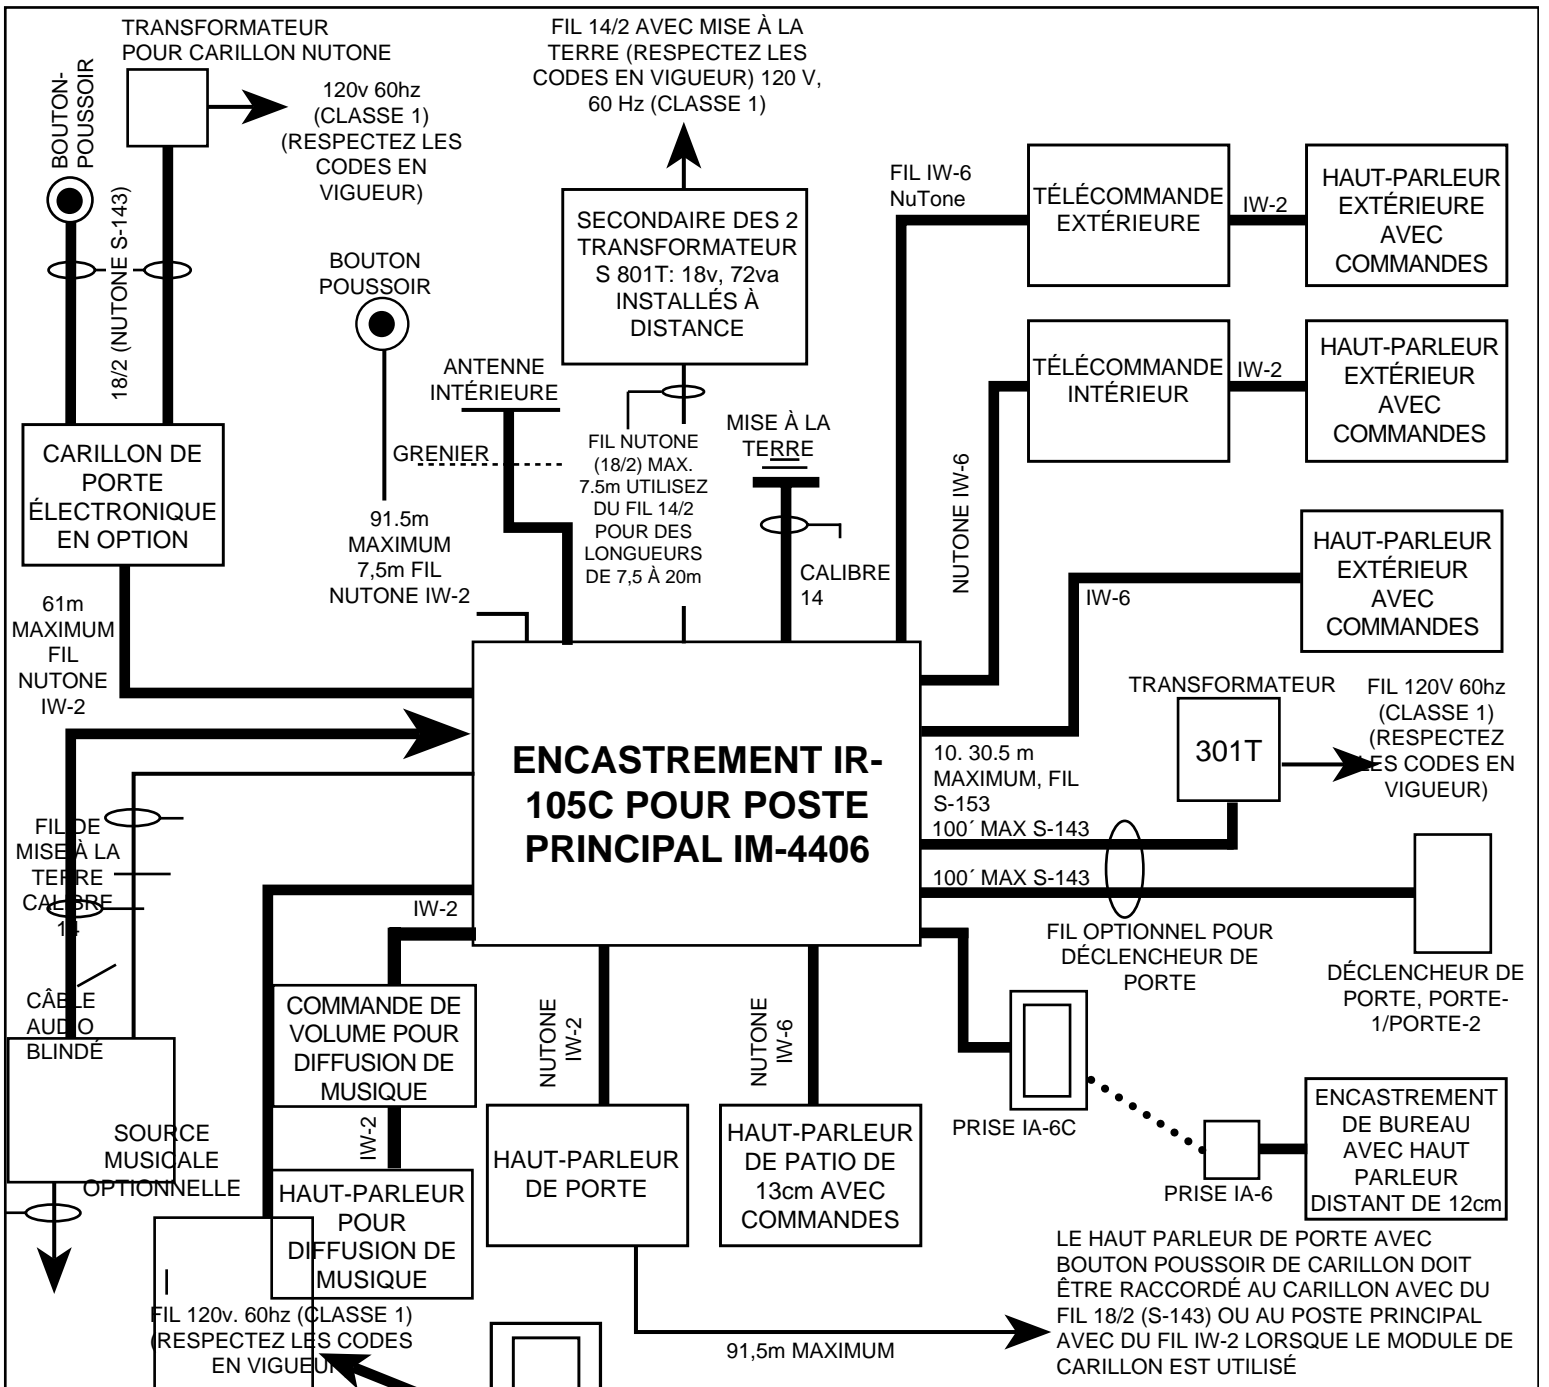 TRANSFORMATEUR
POUR CARILLON NUTONE
BOUTON-
POUSSOIR
120v 60hz
(CLASSE 1)
(RESPECTEZ LES
CODES EN
VIGUEUR)
18/2 (NUTONE S-143)
FIL 14/2 AVEC MISE À LA
TERRE (RESPECTEZ LES
CODES EN VIGUEUR) 120 V,
60 Hz (CLASSE 1)
SECONDAIRE DES 2
TRANSFORMATEUR
S 801T: 18v, 72va
INSTALLÉS À
DISTANCE
FIL IW-6
NuTone
TÉLÉCOMMANDE
EXTÉRIEURE
IW-2
HAUT-PARLEUR
EXTÉRIEURE
AVEC
COMMANDES
BOUTON
POUSSOIR
ANTENNE
INTÉRIEURE
GRENIER
TÉLÉCOMMANDE
INTÉRIEUR
IW-2
HAUT-PARLEUR
EXTÉRIEUR
AVEC
COMMANDES
CARILLON DE
PORTE
ÉLECTRONIQUE
EN OPTION
91.5m
MAXIMUM
7,5m FIL
NUTONE IW-2
FIL NUTONE
(18/2) MAX.
7.5m UTILISEZ
DU FIL 14/2
POUR DES
LONGUEURS
DE 7,5 À 20m
MISE À LA
TERRE
CALIBRE
14
NUTONE IW-6
HAUT-PARLEUR
EXTÉRIEUR
AVEC
COMMANDES
IW-6
61m
MAXIMUM
FIL
NUTONE
IW-2
ENCASTREMENT IR-
105C POUR POSTE
PRINCIPAL IM-4406
TRANSFORMATEUR
301T
FIL 120V 60hz
(CLASSE 1)
(RESPECTEZ
LES CODES EN
VIGUEUR)
10. 30.5 m
MAXIMUM, FIL
S-153
100´ MAX S-143
100´ MAX S-143
FIL OPTIONNEL POUR
DÉCLENCHEUR DE
PORTE
DÉCLENCHEUR DE
PORTE, PORTE-
1/PORTE-2
FIL DE
MISE À LA
TERRE
CALIBRE
14
CÂBLE
AUDIO
BLINDÉ
IW-2
COMMANDE DE
VOLUME POUR
DIFFUSION DE
MUSIQUE
IW-2
NUTONE
IW-2
NUTONE
IW-6
PRISE IA-6C
PRISE IA-6
ENCASTREMENT
DE BUREAU
AVEC HAUT
PARLEUR
DISTANT DE 12cm
SOURCE
MUSICALE
OPTIONNELLE
HAUT-PARLEUR
POUR
DIFFUSION DE
MUSIQUE
HAUT-PARLEUR
DE PORTE
HAUT-PARLEUR
DE PATIO DE
13cm AVEC
COMMANDES
FIL 120v. 60hz (CLASSE 1)
(RESPECTEZ LES CODES
EN VIGUEUR
91,5m MAXIMUM
LE HAUT PARLEUR DE PORTE AVEC
BOUTON POUSSOIR DE CARILLON DOIT
ÊTRE RACCORDÉ AU CARILLON AVEC DU
FIL 18/2 (S-143) OU AU POSTE PRINCIPAL
AVEC DU FIL IW-2 LORSQUE LE MODULE DE
CARILLON EST UTILISÉ